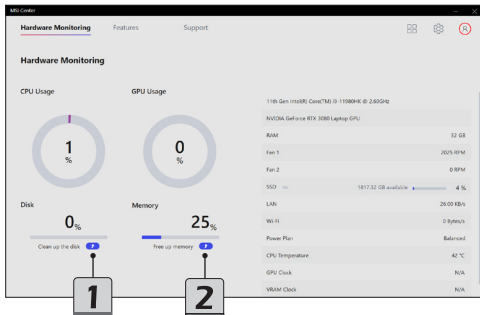 MSI Center
Hardware Monitoring
Features
Support
Hardware Monitoring
CPU Usage
GPU Usage
1
%
0
%
Disk
Memory
0%
25%
Clean up the disk
Free up memory
1
2
11th Gen Intel(R) Core(TM) i9-11980HK @ 2.60GHz
NVIDIA GeForce RTX 3080 Laptop GPU
RAM 32 GB
Fan 1 2025 RPM
Fan 2 0 RPM
SSD 1817.32 GB available 4 %
LAN 26.00 KB/s
Wi-Fi 0 Bytes/s
Power Plan Balanced
CPU Temperature 42 °C
GPU Clock N/A
VRAM Clock N/A